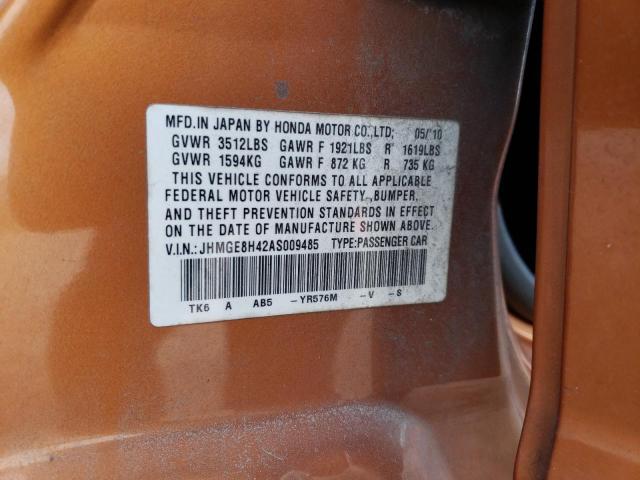 MFD.IN JAPAN BY HONDA MOTOR CO.,LTD. 05/'10
GVWR 3512LBS GAWR F 1921LBS R 1619LBS
GVWR 1594KG GAWR F 872 KG R 735 KG
THIS VEHICLE CONFORMS TO ALL APPLICABLE
FEDERAL MOTOR VEHICLE SAFETY, BUMPER,
AND THEFT PREVENTION STANDARDS IN EFFECT
ON THE DATE OF MANUFACTURE SHOWN ABOVE.
V.I.N.:JHMGE8H42AS009485 TYPE:PASSENGER CAR
TK6 A AB5 -YR576M -V -S